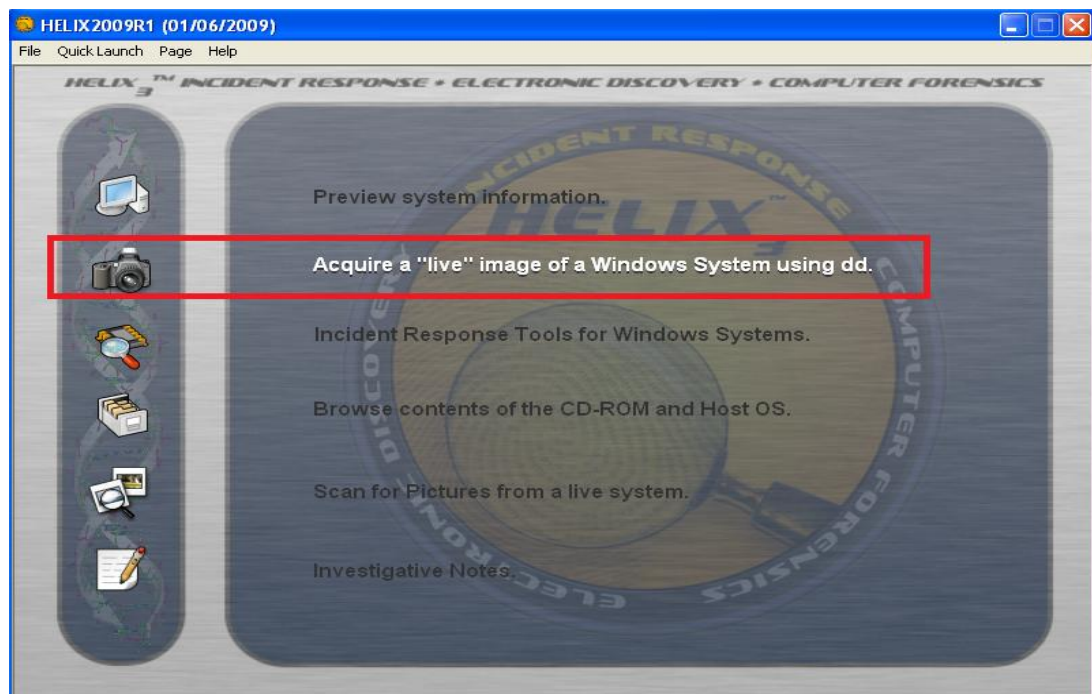 HELIX2009R1 (01/06/2009)
File Quick Launch Page Help
HELIX3™ INCIDENT RESPONSE • ELECTRONIC DISCOVERY • COMPUTER FORENSICS
Preview system information.
Acquire a "live" image of a Windows System using dd.
Incident Response Tools for Windows Systems.
Browse contents of the CD-ROM and Host OS.
Scan for Pictures from a live system.
Investigative Notes.
INCIDENT RESPONSE
HELIX3™
COMPUTER FORENSICS
ELECTRONIC DISCOVERY